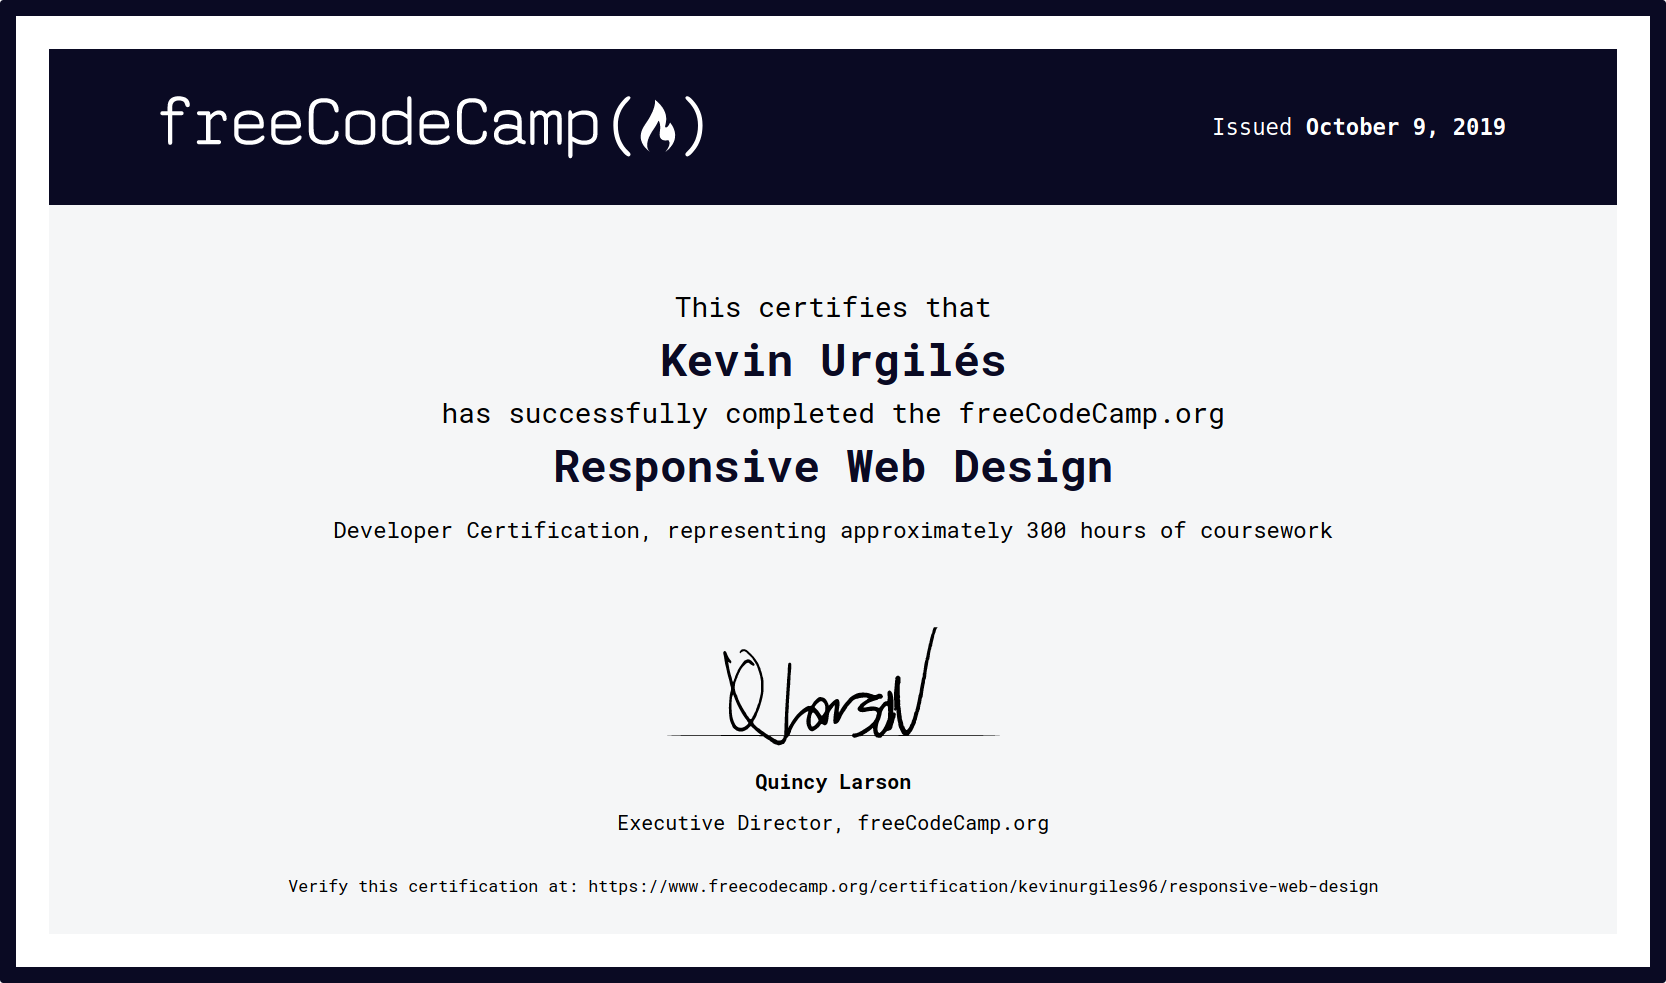 freeCodeCamp(🔥)
Issued October 9, 2019
This certifies that
Kevin Urgilés
has successfully completed the freeCodeCamp.org
Responsive Web Design
Developer Certification, representing approximately 300 hours of coursework
Q Larson
Quincy Larson
Executive Director, freeCodeCamp.org
Verify this certification at: https://www.freecodecamp.org/certification/kevinurgiles96/responsive-web-design